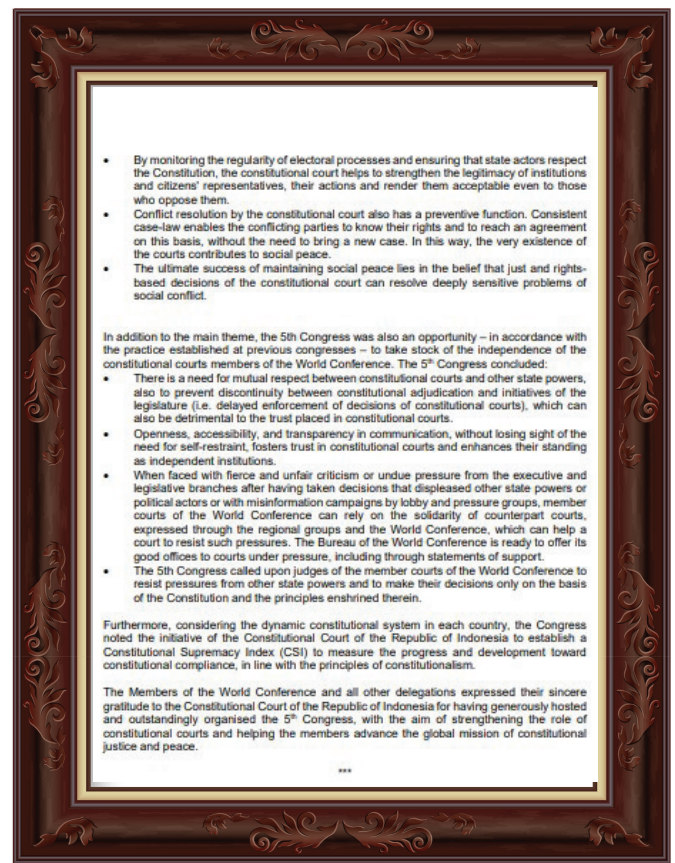 • By monitoring the regularity of electoral processes and ensuring that state actors respect
the Constitution, the constitutional court helps to strengthen the legitimacy of institutions
and citizens' representatives, their actions and render them acceptable even to those
who oppose them.
• Conflict resolution by the constitutional court also has a preventive function. Consistent
case-law enables the conflicting parties to know their rights and to reach an agreement
on this basis, without the need to bring a new case. In this way, the very existence of
the courts contributes to social peace.
• The ultimate success of maintaining social peace lies in the belief that just and rights-
based decisions of the constitutional court can resolve deeply sensitive problems of
social conflict.
In addition to the main theme, the 5th Congress was also an opportunity – in accordance with
the practice established at previous congresses – to take stock of the independence of the
constitutional courts members of the World Conference. The 5th Congress concluded:
• There is a need for mutual respect between constitutional courts and other state powers,
also to prevent discontinuity between constitutional adjudication and initiatives of the
legislature (i.e. delayed enforcement of decisions of constitutional courts), which can
also be detrimental to the trust placed in constitutional courts.
• Openness, accessibility, and transparency in communication, without losing sight of the
need for self-restraint, fosters trust in constitutional courts and enhances their standing
as independent institutions.
• When faced with fierce and unfair criticism or undue pressure from the executive and
legislative branches after having taken decisions that displeased other state powers or
political actors or with misinformation campaigns by lobby and pressure groups, member
courts of the World Conference can rely on the solidarity of counterpart courts,
expressed through the regional groups and the World Conference, which can help a
court to resist such pressures. The Bureau of the World Conference is ready to offer its
good offices to courts under pressure, including through statements of support.
• The 5th Congress called upon judges of the member courts of the World Conference to
resist pressures from other state powers and to make their decisions only on the basis
of the Constitution and the principles enshrined therein.
Furthermore, considering the dynamic constitutional system in each country, the Congress
noted the initiative of the Constitutional Court of the Republic of Indonesia to establish a
Constitutional Supremacy Index (CSI) to measure the progress and development toward
constitutional compliance, in line with the principles of constitutionalism.
The Members of the World Conference and all other delegations expressed their sincere
gratitude to the Constitutional Court of the Republic of Indonesia for having generously hosted
and outstandingly organised the 5th Congress, with the aim of strengthening the role of
constitutional courts and helping the members advance the global mission of constitutional
justice and peace.
***